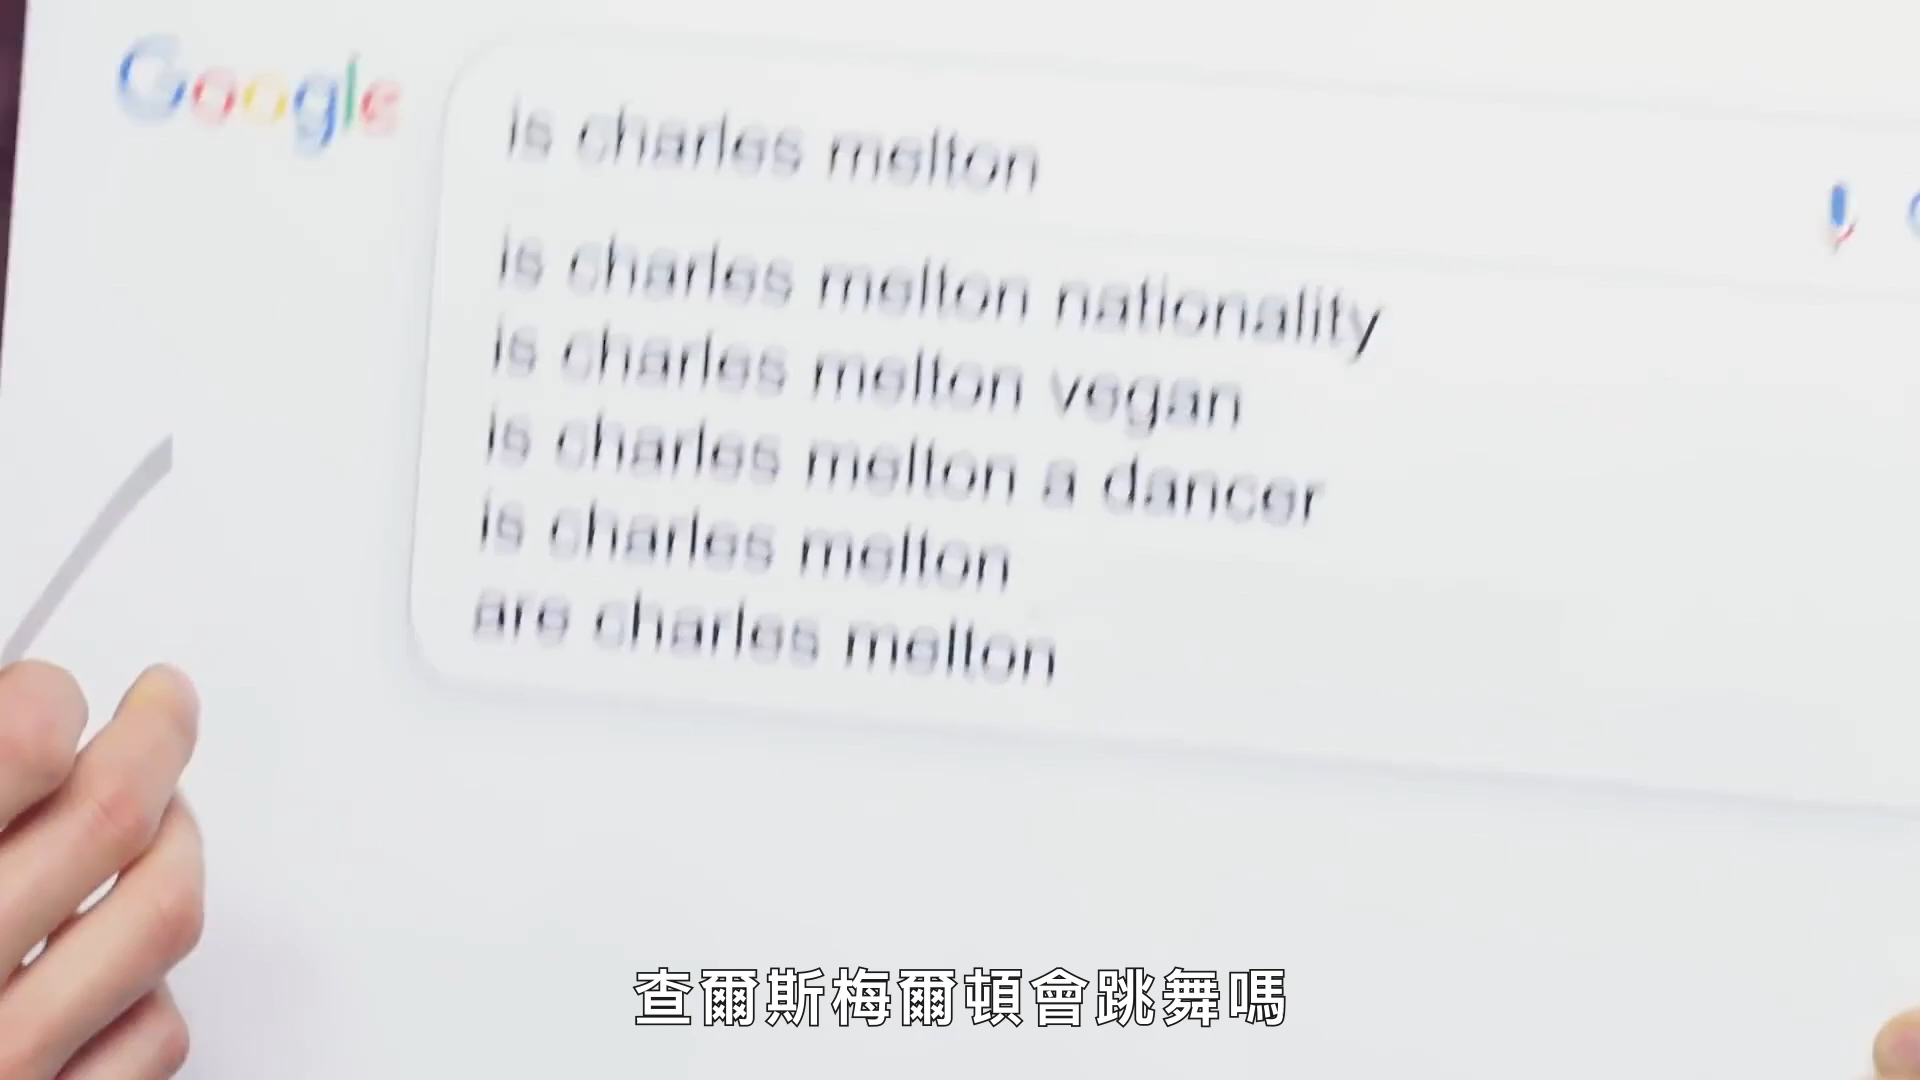 Google
is charles melton
is charles melton nationality
is charles melton vegan
is charles melton a dancer
is charles melton
are charles melton
查爾斯梅爾頓會跳舞嗎